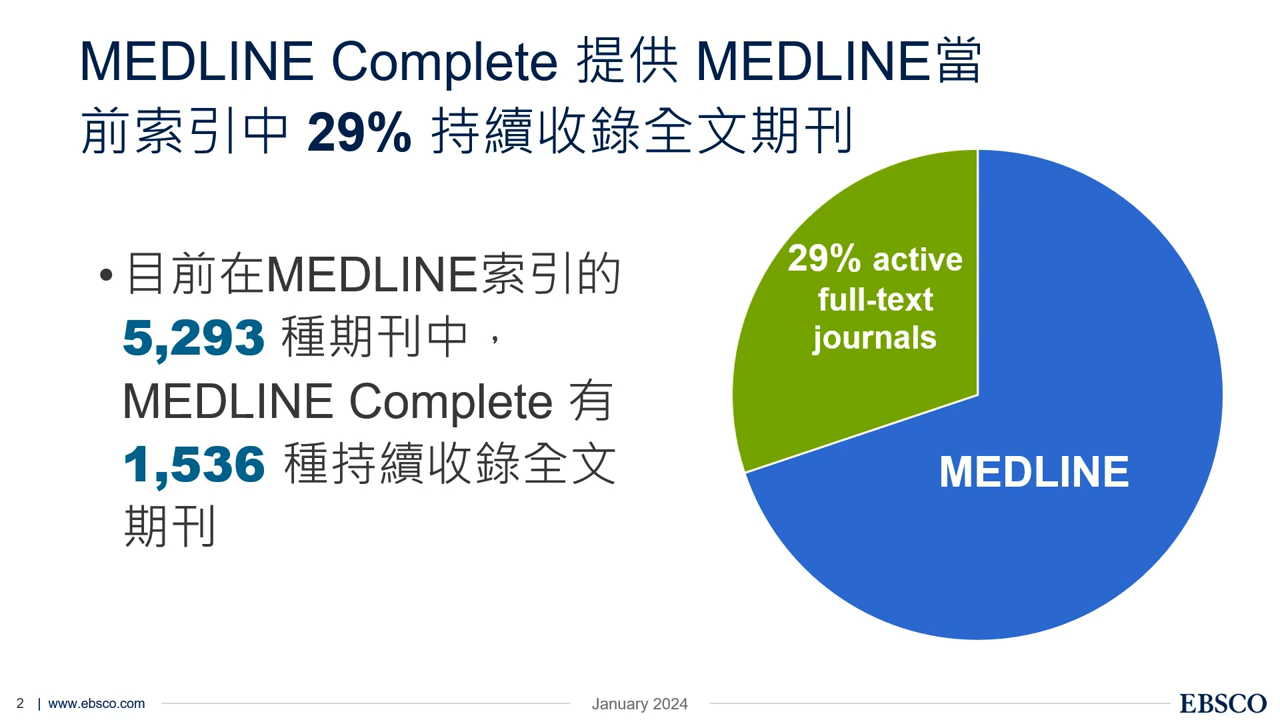 MEDLINE Complete 提供 MEDLINE當
前索引中 29% 持續收錄全文期刊
• 目前在MEDLINE索引的
5,293 種期刊中，
MEDLINE Complete 有
1,536 種持續收錄全文
期刊
29% active
full-text
journals
MEDLINE
2 | www.ebsco.com
January 2024
EBSCO